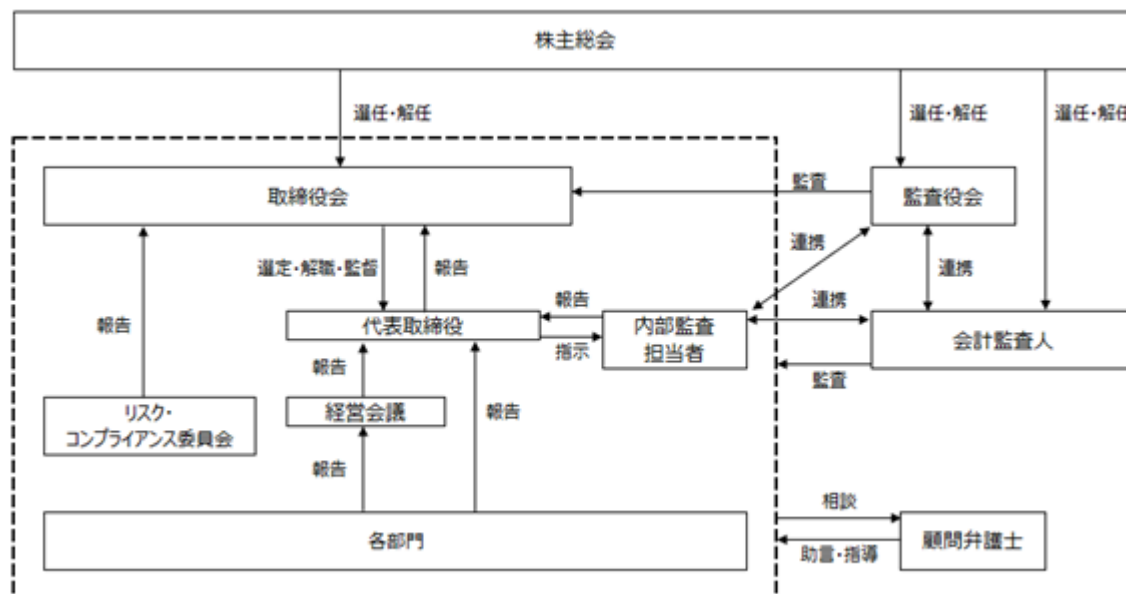 株主総会
選任・解任
選任・解任
選任・解任
取締役会
監査
監査役会
連携
選定・解職・監督
報告
連携
報告
報告
連携
代表取締役
内部監査
担当者
会計監査人
指示
報告
監査
リスク・
コンプライアンス委員会
経営会議
報告
報告
各部門
相談
顧問弁護士
助言・指導